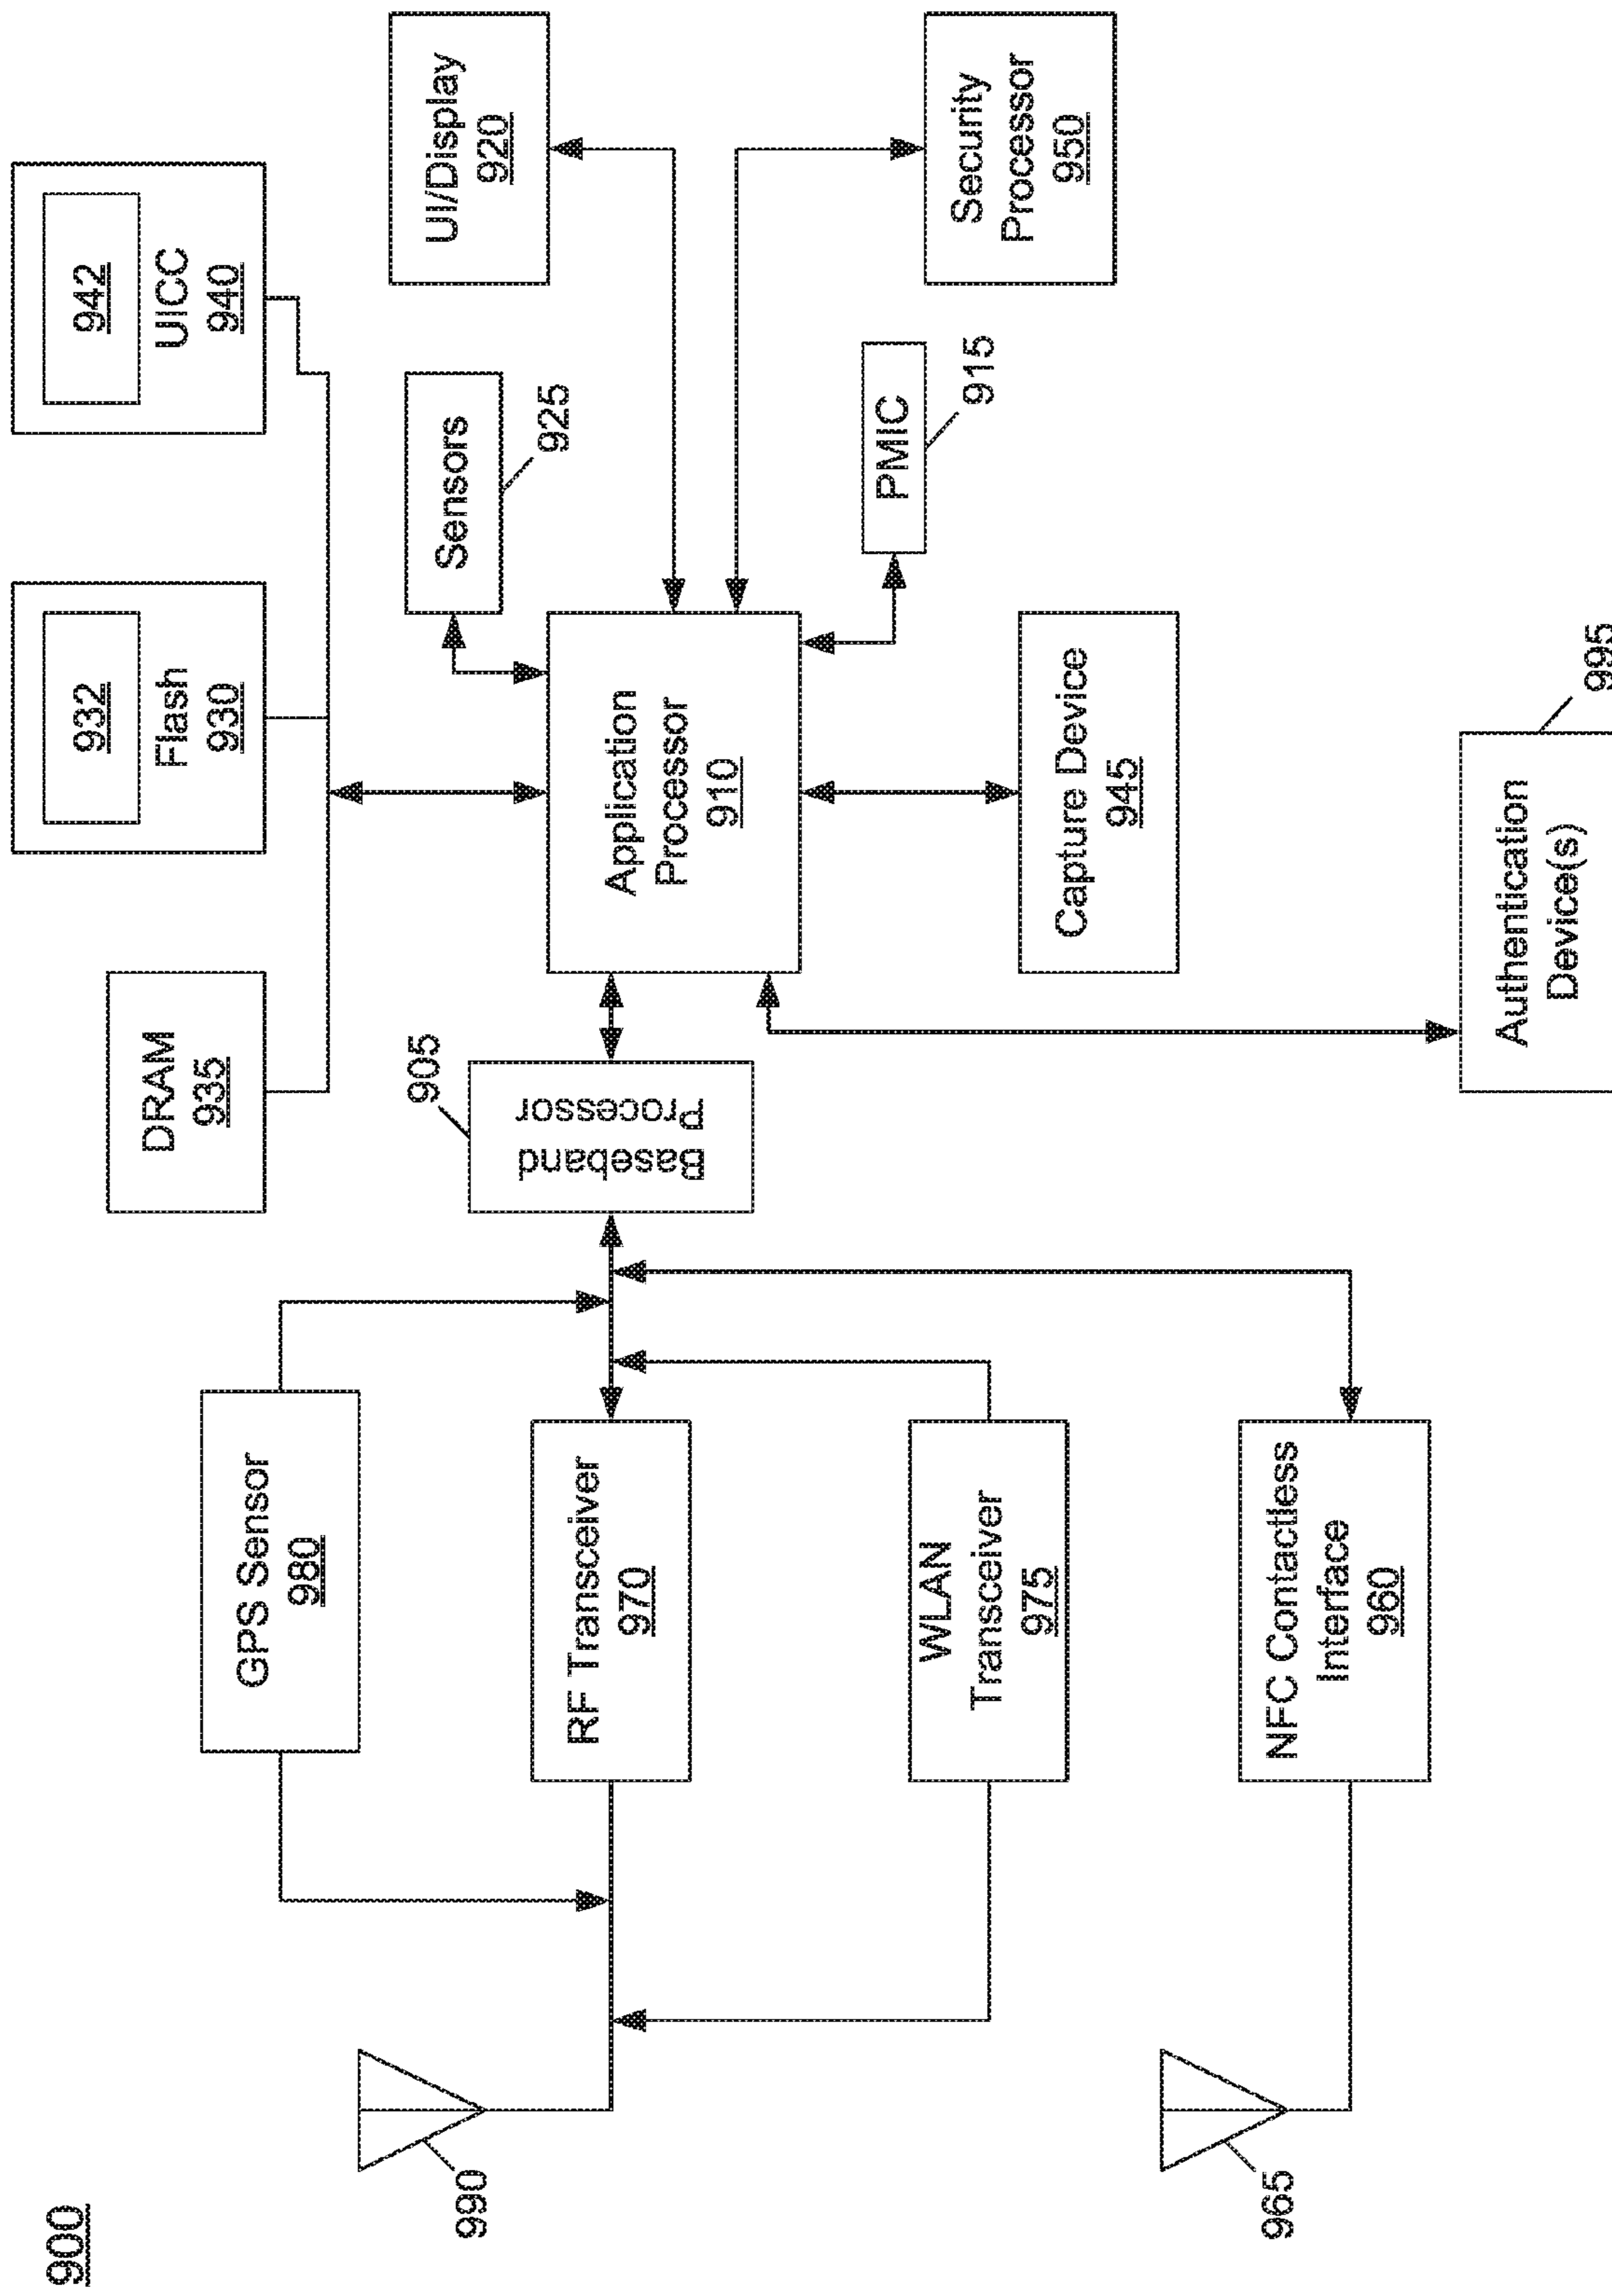 900
DRAM
935
932
Flash
930
942
UICC
940
GPS Sensor
980
990
905
Baseband
Processor
Sensors
925
UI/Display
920
RF Transceiver
970
Application
Processor
910
PMIC
915
Security
Processor
950
WLAN
Transceiver
975
Capture Device
945
965
NFC Contactless
Interface
960
Authentication
Device(s)
995